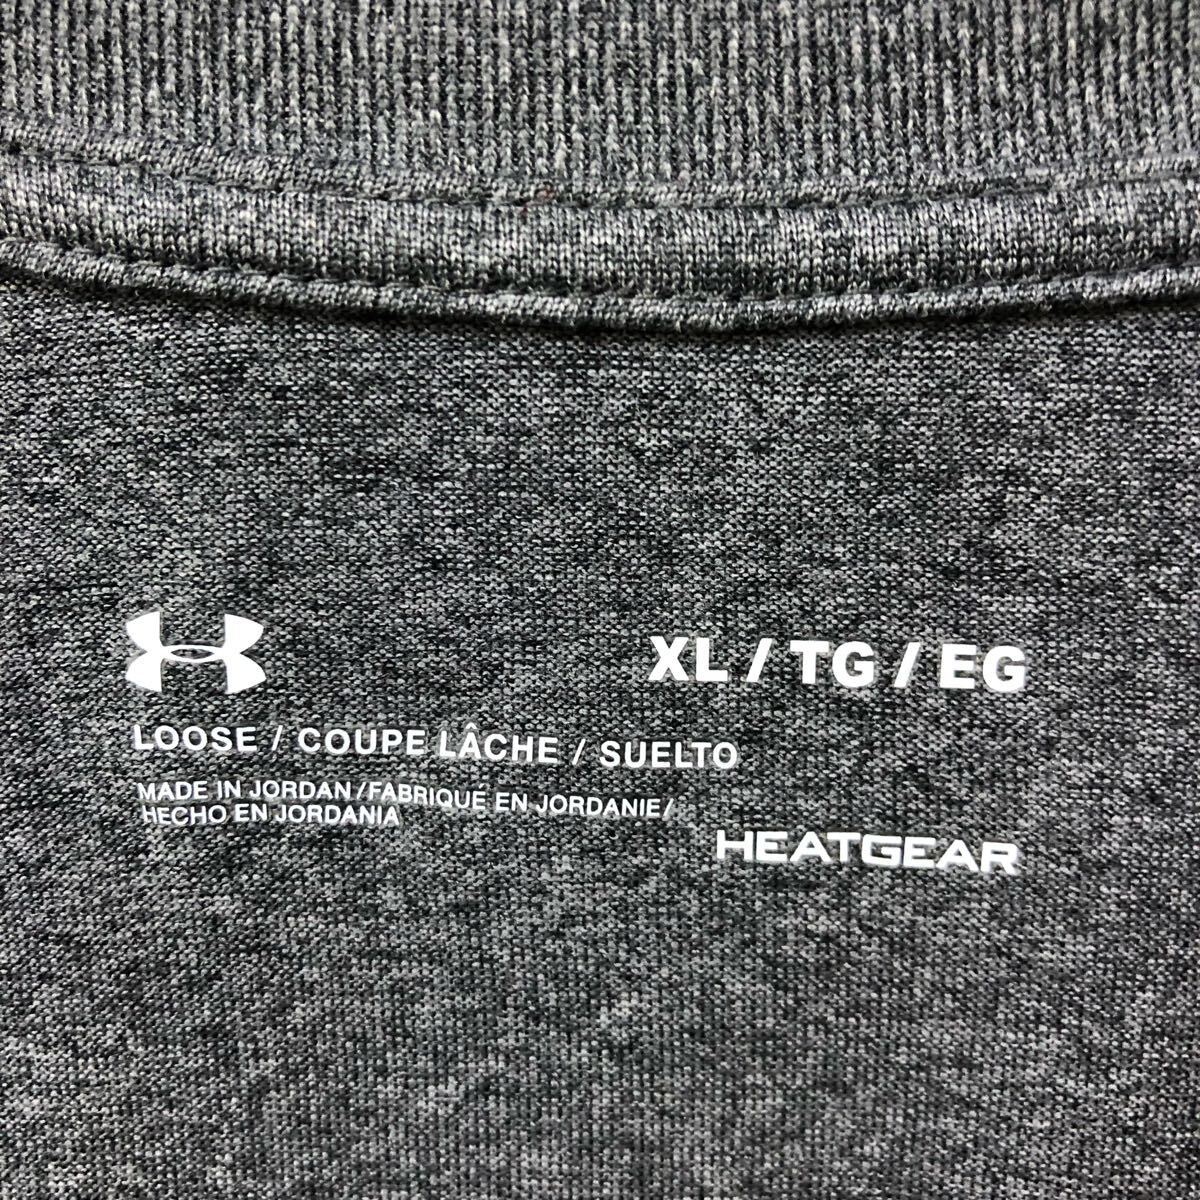 XL / TG / EG
LOOSE / COUPE LÂCHE / SUELTO
MADE IN JORDAN / FABRIQUÉ EN JORDANIE /
HECHO EN JORDANIA
HEATGEAR